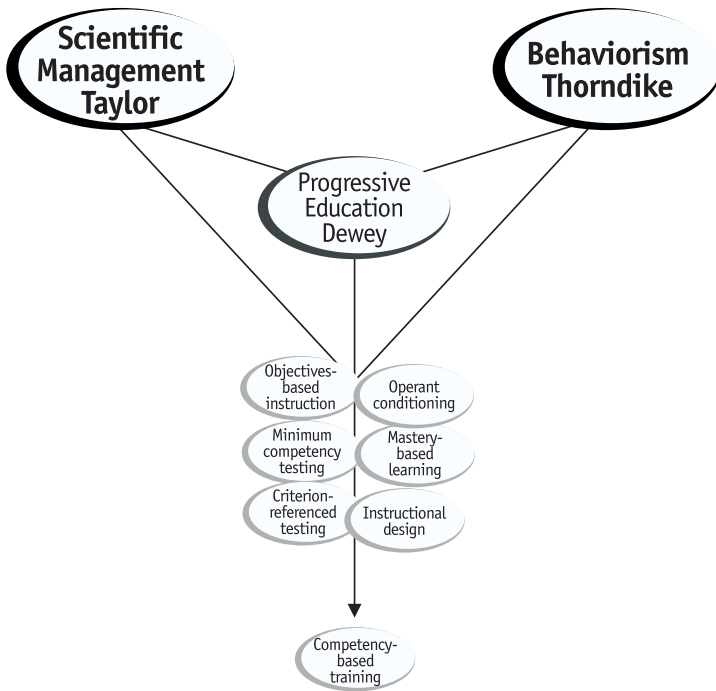 Scientific
Management
Taylor
Behaviorism
Thorndike
Progressive
Education
Dewey
Objectives-
based
instruction
Operant
conditioning
Minimum
competency
testing
Mastery-
based
learning
Criterion-
referenced
testing
Instructional
design
Competency-
based
training